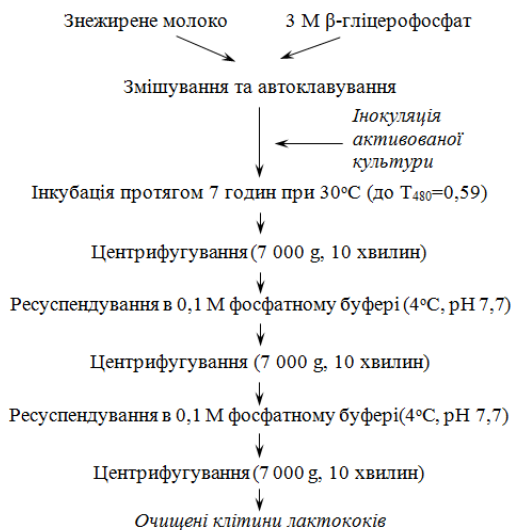 Знежирене молоко 3 М β-гліцерофосфат
Змішування та автоклавування
Інокуляція
активованої
культури
Інкубація протягом 7 годин при 30°С (до Т₄₈₀=0,59)
Центрифугування (7 000 g, 10 хвилин)
Ресуспендування в 0,1 М фосфатному буфері (4°С, рН 7,7)
Центрифугування (7 000 g, 10 хвилин)
Ресуспендування в 0,1 М фосфатному буфері(4°С, рН 7,7)
Центрифугування (7 000 g, 10 хвилин)
Очищені клітини лактококів